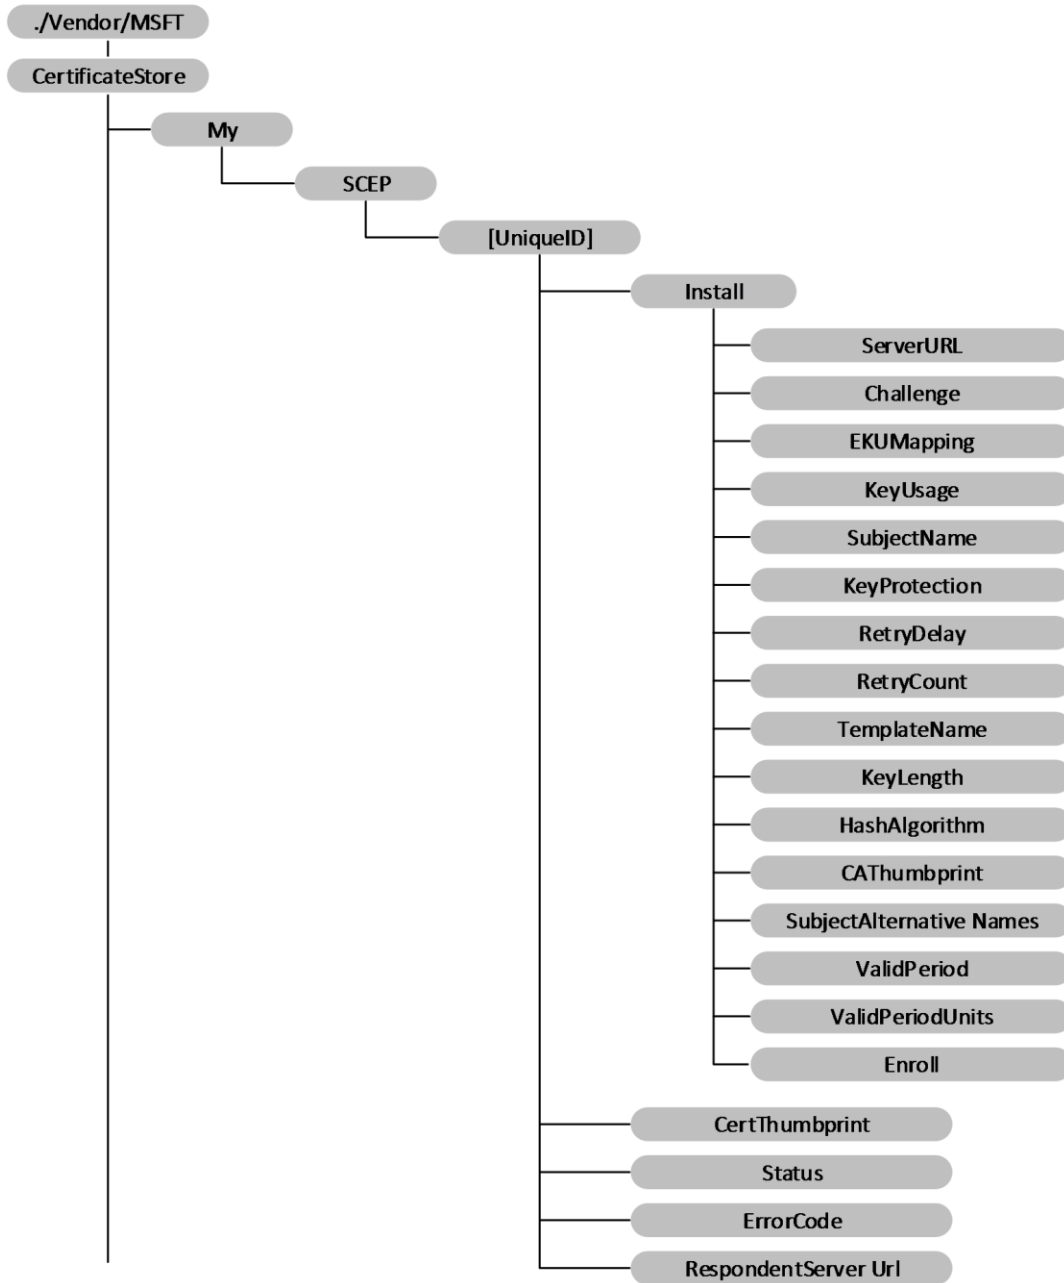 ./Vendor/MSFT
CertificateStore
My
SCEP
[UniqueID]
Install
ServerURL
Challenge
EKUMapping
KeyUsage
SubjectName
KeyProtection
RetryDelay
RetryCount
TemplateName
KeyLength
HashAlgorithm
CAThumbprint
SubjectAlternative Names
ValidPeriod
ValidPeriodUnits
Enroll
CertThumbprint
Status
ErrorCode
RespondentServer Url